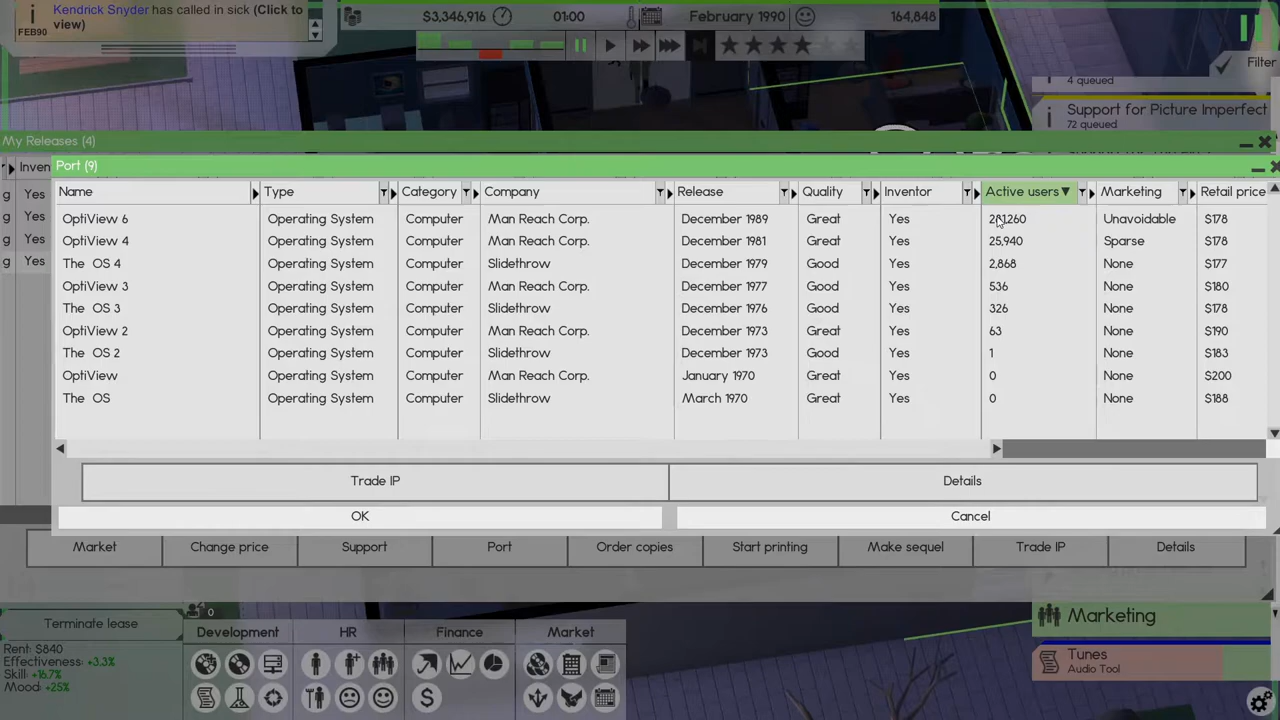 Kendrick Snyder has called in sick (Click to
view)
FEB90
$3,346,916 01:00 February 1990 164,848
Filter
4 queued
Support for Picture Imperfect
72 queued
My Releases (4)
Port (9)
Inven
Name Type Category Company Release Quality Inventor Active users▼ Marketing Retail price
g Yes OptiView 6 Operating System Computer Man Reach Corp. December 1989 Great Yes Unavoidable $178
g Yes OptiView 4 Operating System Computer Man Reach Corp. December 1981 Great Yes 25,940 Sparse $178
g Yes The OS 4 Operating System Computer Slidethrow December 1979 Good Yes 2,868 None $177
g Yes OptiView 3 Operating System Computer Man Reach Corp. December 1977 Good Yes 536 None $180
The OS 3 Operating System Computer Slidethrow December 1976 Good Yes 326 None $178
OptiView 2 Operating System Computer Man Reach Corp. December 1973 Great Yes 63 None $190
The OS 2 Operating System Computer Slidethrow December 1973 Good Yes 1 None $183
OptiView Operating System Computer Man Reach Corp. January 1970 Great Yes 0 None $200
The OS Operating System Computer Slidethrow March 1970 Great Yes 0 None $188
Trade IP Details
OK Cancel
Market Change price Support Port Order copies Start printing Make sequel Trade IP Details
Terminate lease
0
Rent: $840
Effectiveness: +3.3%
Skill: +16.7%
Mood: +25%
Development HR Finance Market
Marketing
Tunes
Audio Tool